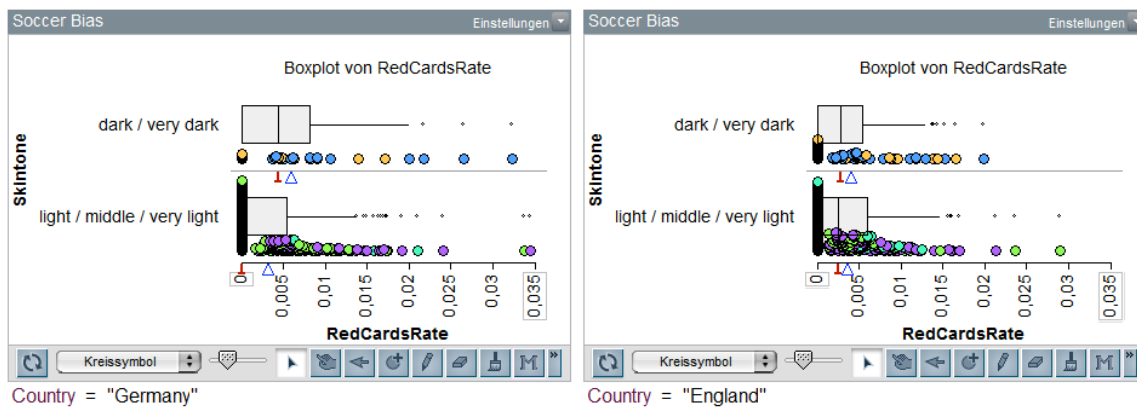 Soccer Bias
Einstellungen
Boxplot von RedCardsRate
dark / very dark
Skintone
light / middle / very light
0
0,005
0,01
0,015
0,02
0,025
0,03
0,035
RedCardsRate
Kreissymbol
M
»
Country = "Germany"
Soccer Bias
Einstellungen
Boxplot von RedCardsRate
dark / very dark
Skintone
light / middle / very light
0
0,005
0,01
0,015
0,02
0,025
0,03
0,035
RedCardsRate
Kreissymbol
M
»
Country = "England"